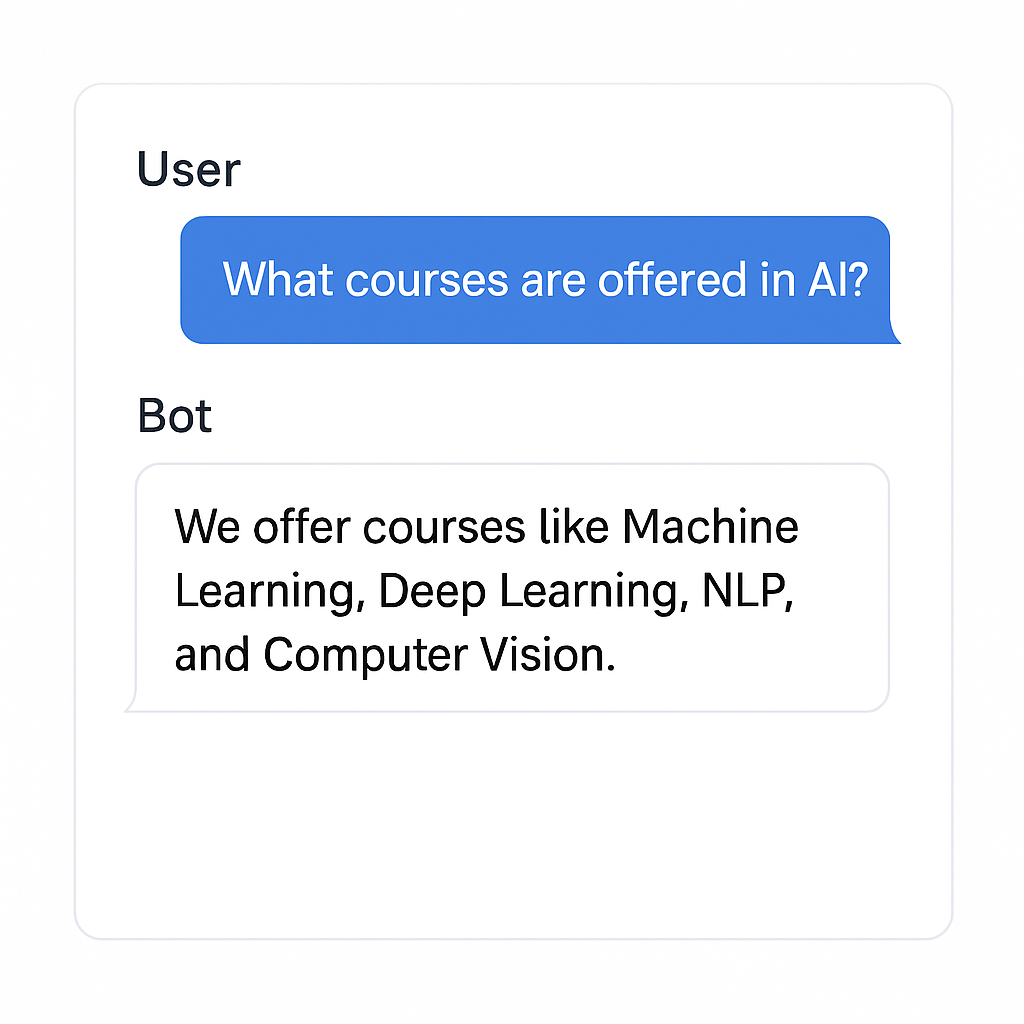 User
What courses are offered in AI?
Bot
We offer courses like Machine
Learning, Deep Learning, NLP,
and Computer Vision.